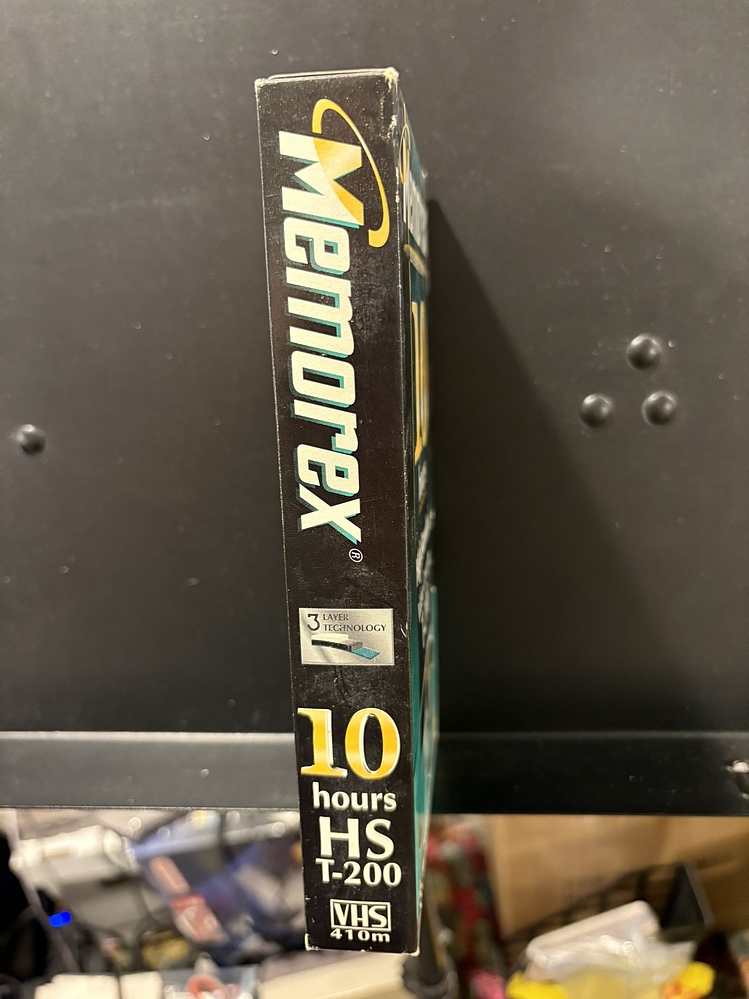 Memorex®
3 LAYER
TECHNOLOGY
10
hours
HS
T-200
VHS
410m